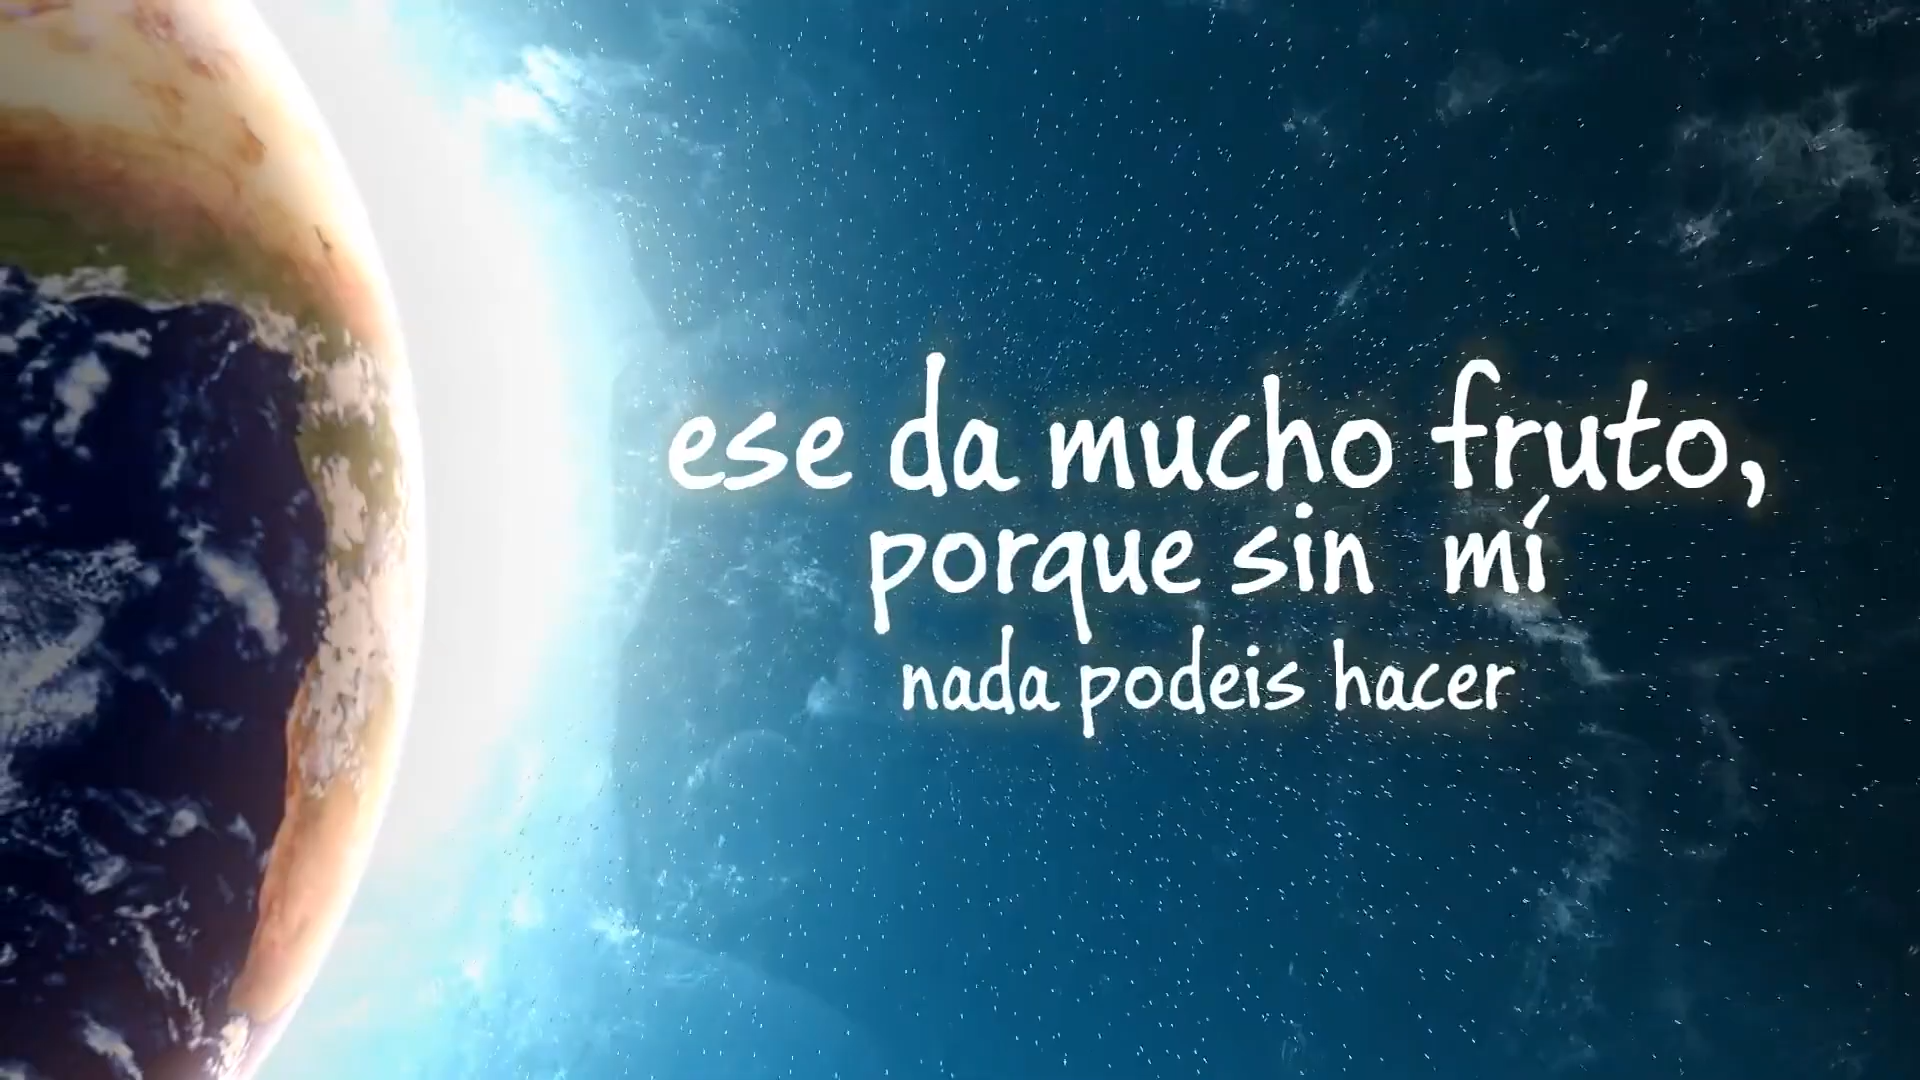 ese da mucho fruto,
porque sin mí
nada podeis hacer